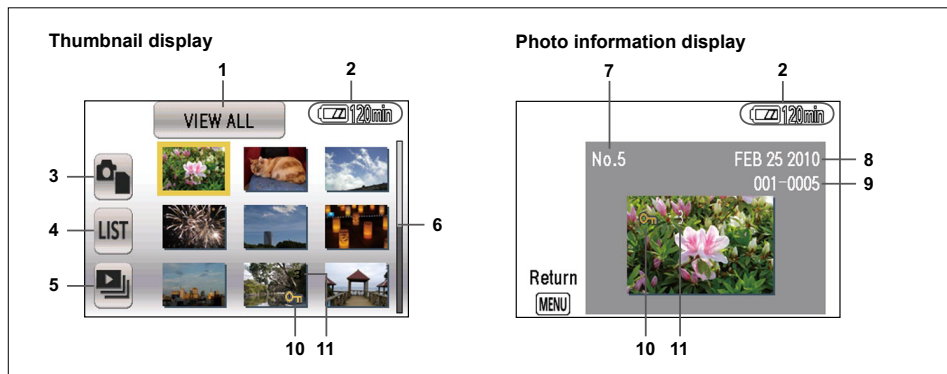 Thumbnail display
Photo information display
1
2
7
2
VIEW ALL
120min
120min
3
No.5
FEB 25 2010
8
001-0005
9
4
LIST
6
3
5
Return
MENU
10
11
10
11